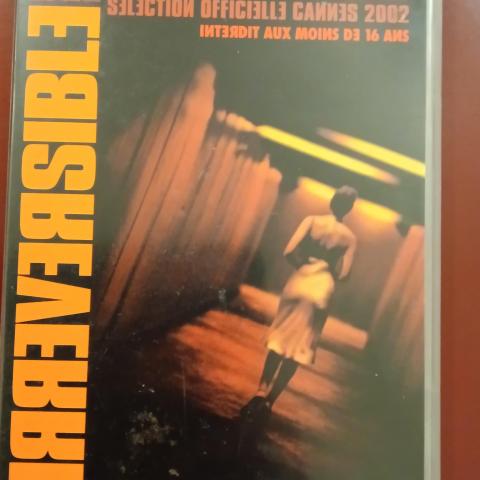 SELECTION OFFICIELLE CANNES 2002
INTERDIT AUX MOINS DE 16 ANS
IRREVERSIBLE